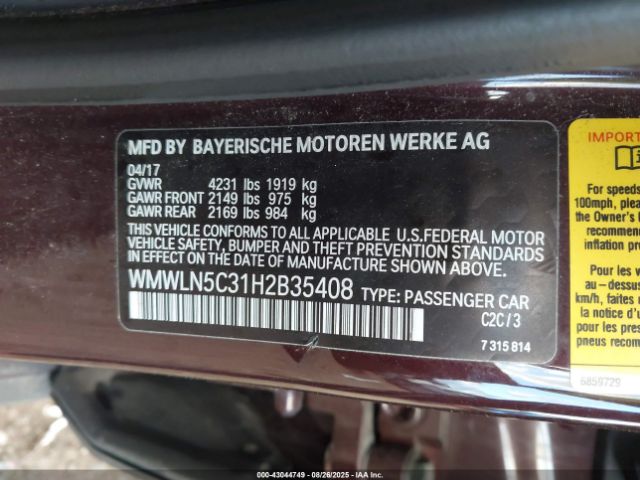 MFD BY BAYERISCHE MOTOREN WERKE AG
04/17
GVWR 4231 lbs 1919 kg
GAWR FRONT 2149 lbs 975 kg
GAWR REAR 2169 lbs 984 kg
THIS VEHICLE CONFORMS TO ALL APPLICABLE U.S.FEDERAL MOTOR
VEHICLE SAFETY, BUMPER AND THEFT PREVENTION STANDARDS
IN EFFECT ON THE DATE OF MANUFACTURE SHOWN ABOVE.
WMWLN5C31H2B35408 TYPE: PASSENGER CAR
C2C/3
7 315 814
IMPORT
For speeds
100mph, please
the Owner's
recommen
inflation pre
Pour les v
au-dessus
km/h, faites
la notice d'
pour les pres
pneus recom
6859729
-- 43044749 -- 08/26/2025 -- IAA Inc. --